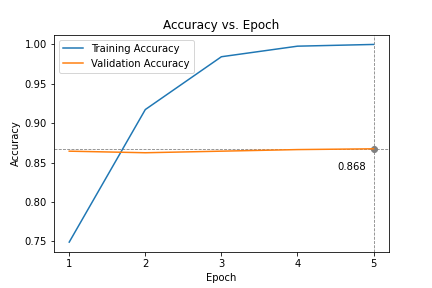 Accuracy vs. Epoch
Training Accuracy
Validation Accuracy
1.00
0.95
0.90
0.85
0.80
0.75
Accuracy
0.868
1 2 3 4 5
Epoch